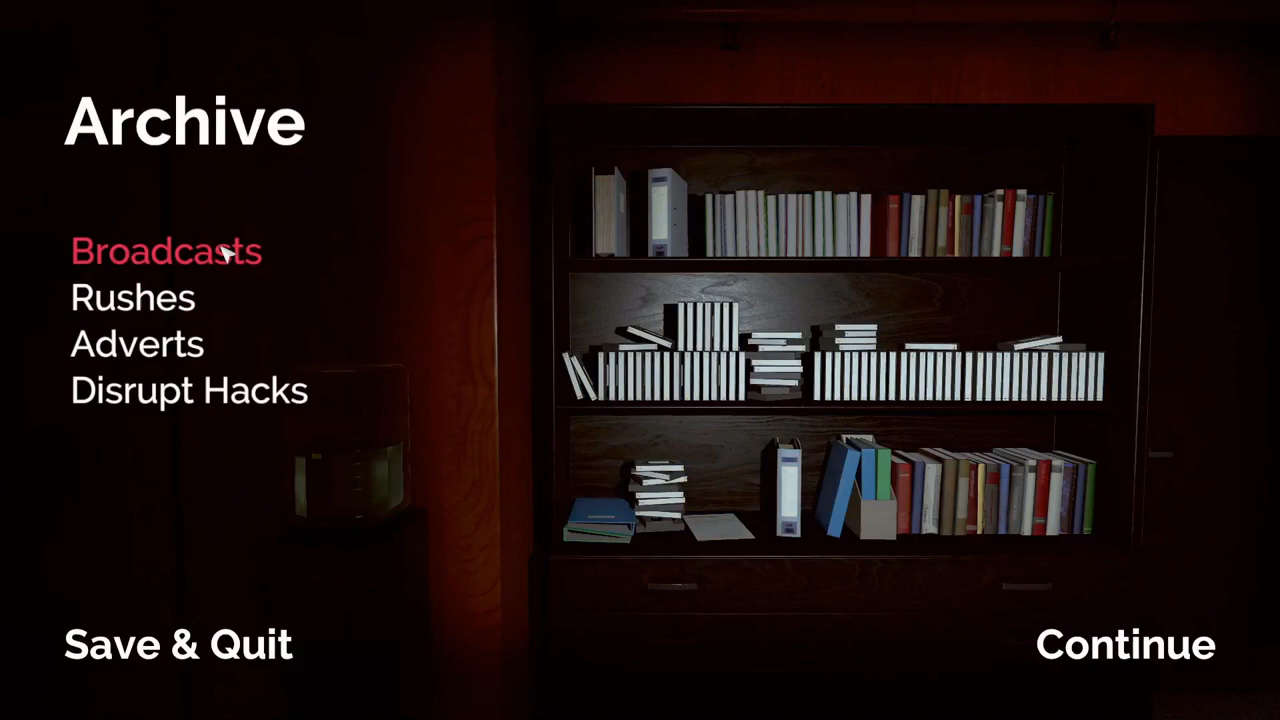 Archive
Broadcasts
Rushes
Adverts
Disrupt Hacks
Save & Quit
Continue